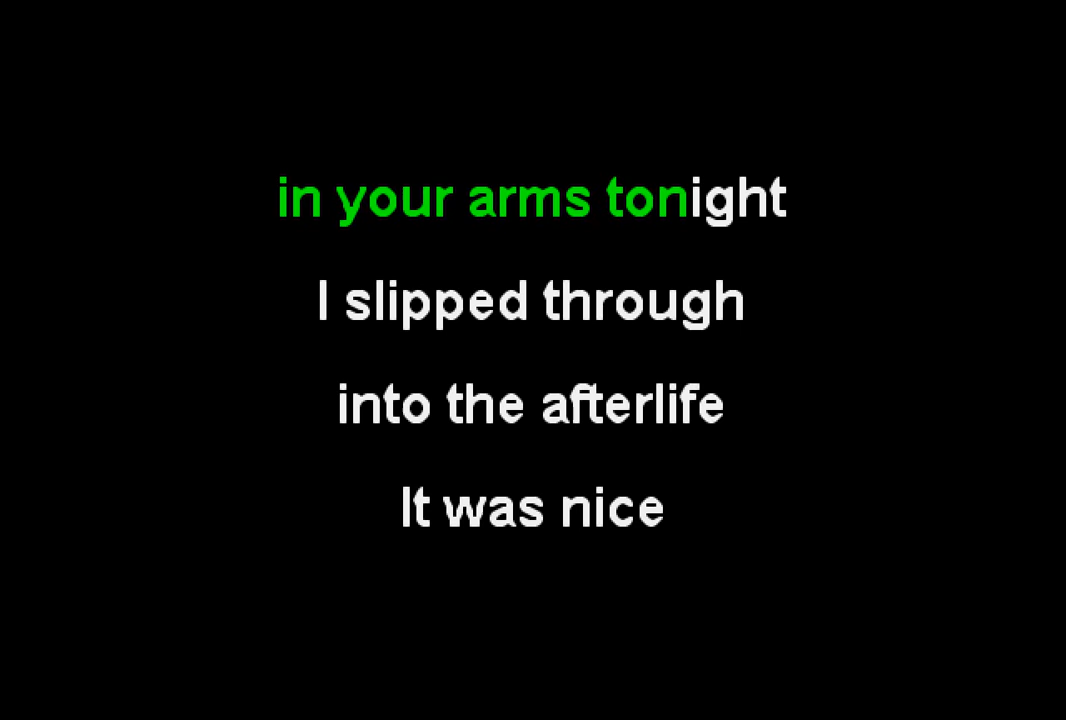 in your arms tonight
I slipped through
into the afterlife
It was nice